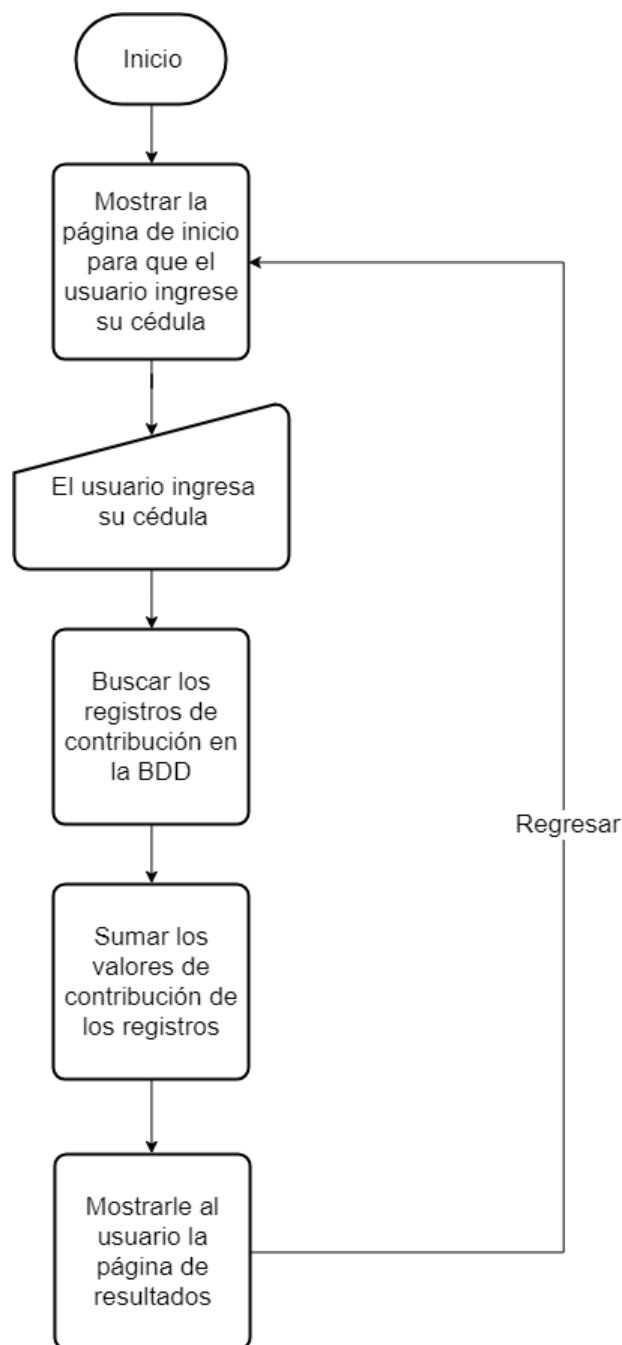 Inicio
Mostrar la
página de inicio
para que el
usuario ingrese
su cédula
El usuario ingresa
su cédula
Buscar los
registros de
contribución en
la BDD
Regresar
Sumar los
valores de
contribución de
los registros
Mostrarle al
usuario la
página de
resultados